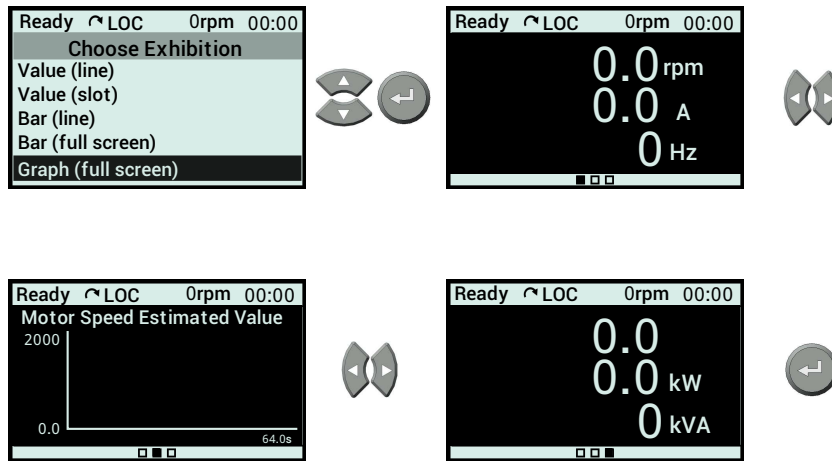 Ready LOC 0rpm 00:00
Choose Exhibition
Value (line)
Value (slot)
Bar (line)
Bar (full screen)
Graph (full screen)
Ready LOC 0rpm 00:00
0.0 rpm
0.0 A
0 Hz
Ready LOC 0rpm 00:00
Motor Speed Estimated Value
2000
0.0
64.0s
Ready LOC 0rpm 00:00
0.0
0.0 kW
0 kVA